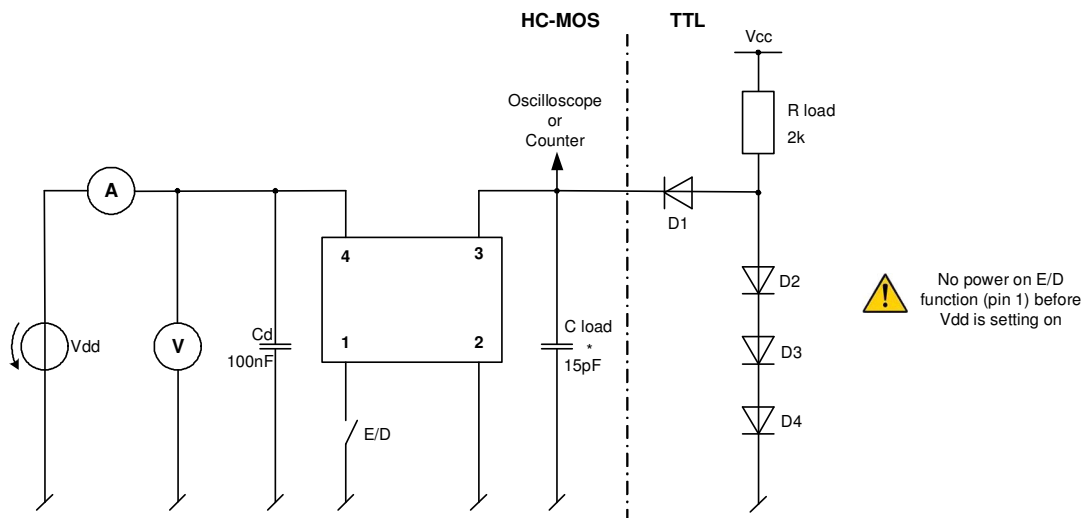 HC-MOS
TTL
Vcc
Oscilloscope
or
Counter
R load
2k
A
D1
4
3
No power on E/D
function (pin 1) before
Vdd is setting on
D2
Vdd
V
Cd
100nF
1
2
C load
*
15pF
D3
D4
E/D